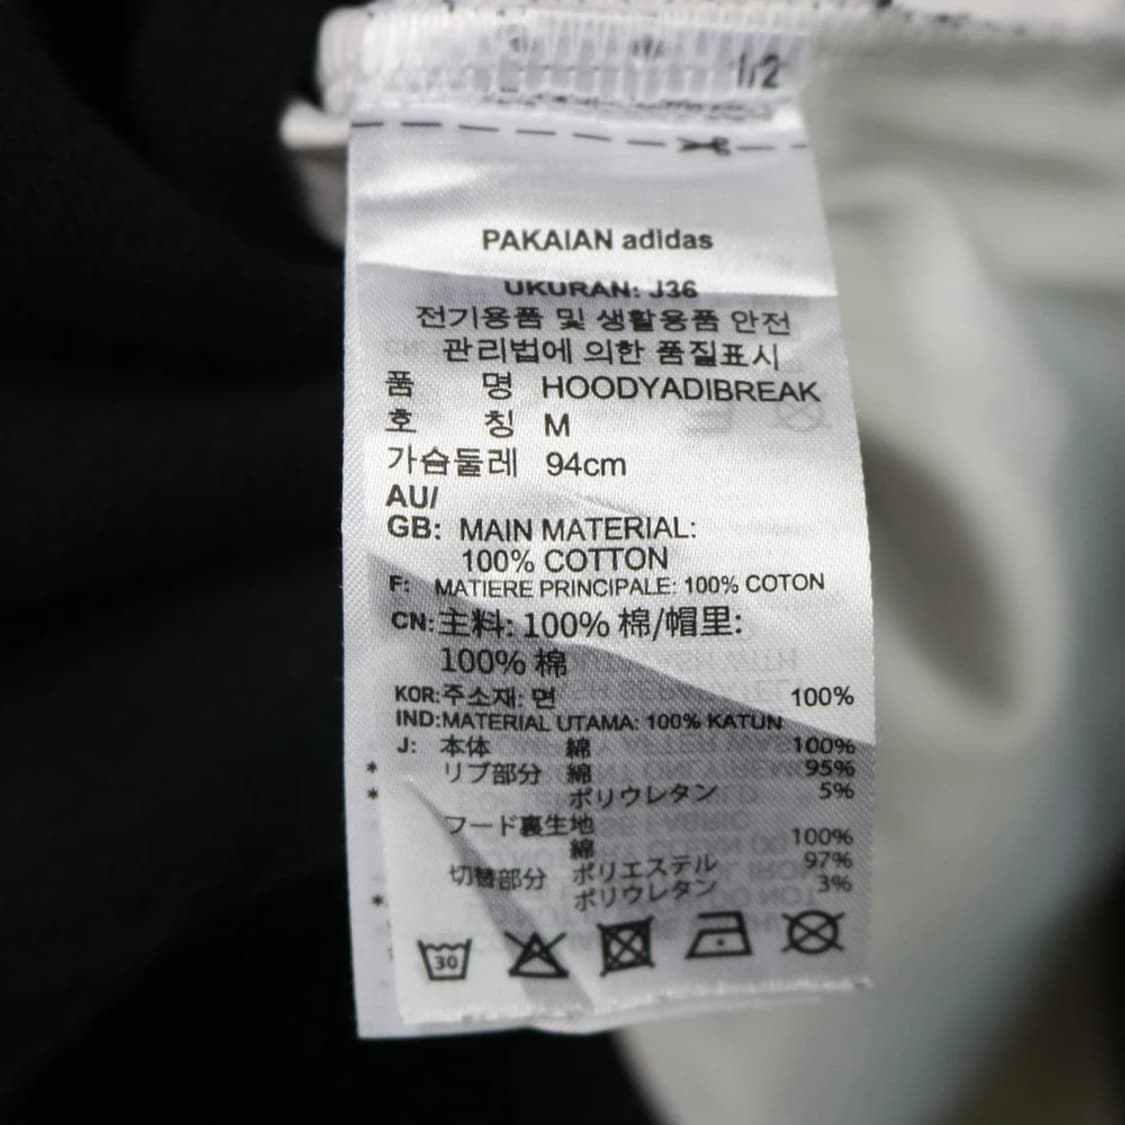 1/2
PAKAIAN adidas
UKURAN: J36
전기용품 및 생활용품 안전
관리법에 의한 품질표시
품 명 HOODYADIBREAK
호 칭 M
가슴둘레 94cm
AU/
GB: MAIN MATERIAL:
100% COTTON
F: MATIERE PRINCIPALE: 100% COTON
CN:主料: 100% 棉/帽里:
100% 棉
KOR:주소재: 면 100%
IND:MATERIAL UTAMA: 100% KATUN
J: 本体 綿 100%
* リブ部分 綿 95%
* ポリウレタン 5%
フード裏生地
綿 100%
切替部分 ポリエステル 97%
* ポリウレタン 3%
30